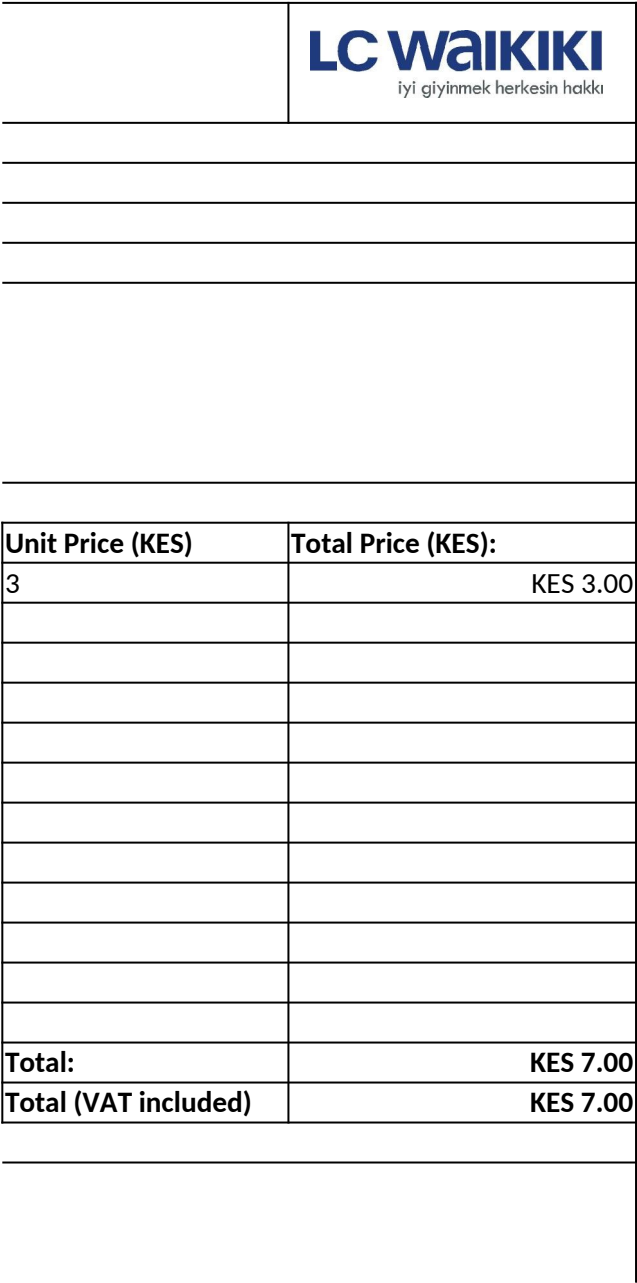 LC WAIKIKI
iyi giyinmek herkesin hakkı
Unit Price (KES) Total Price (KES):
3 KES 3.00
Total: KES 7.00
Total (VAT included) KES 7.00